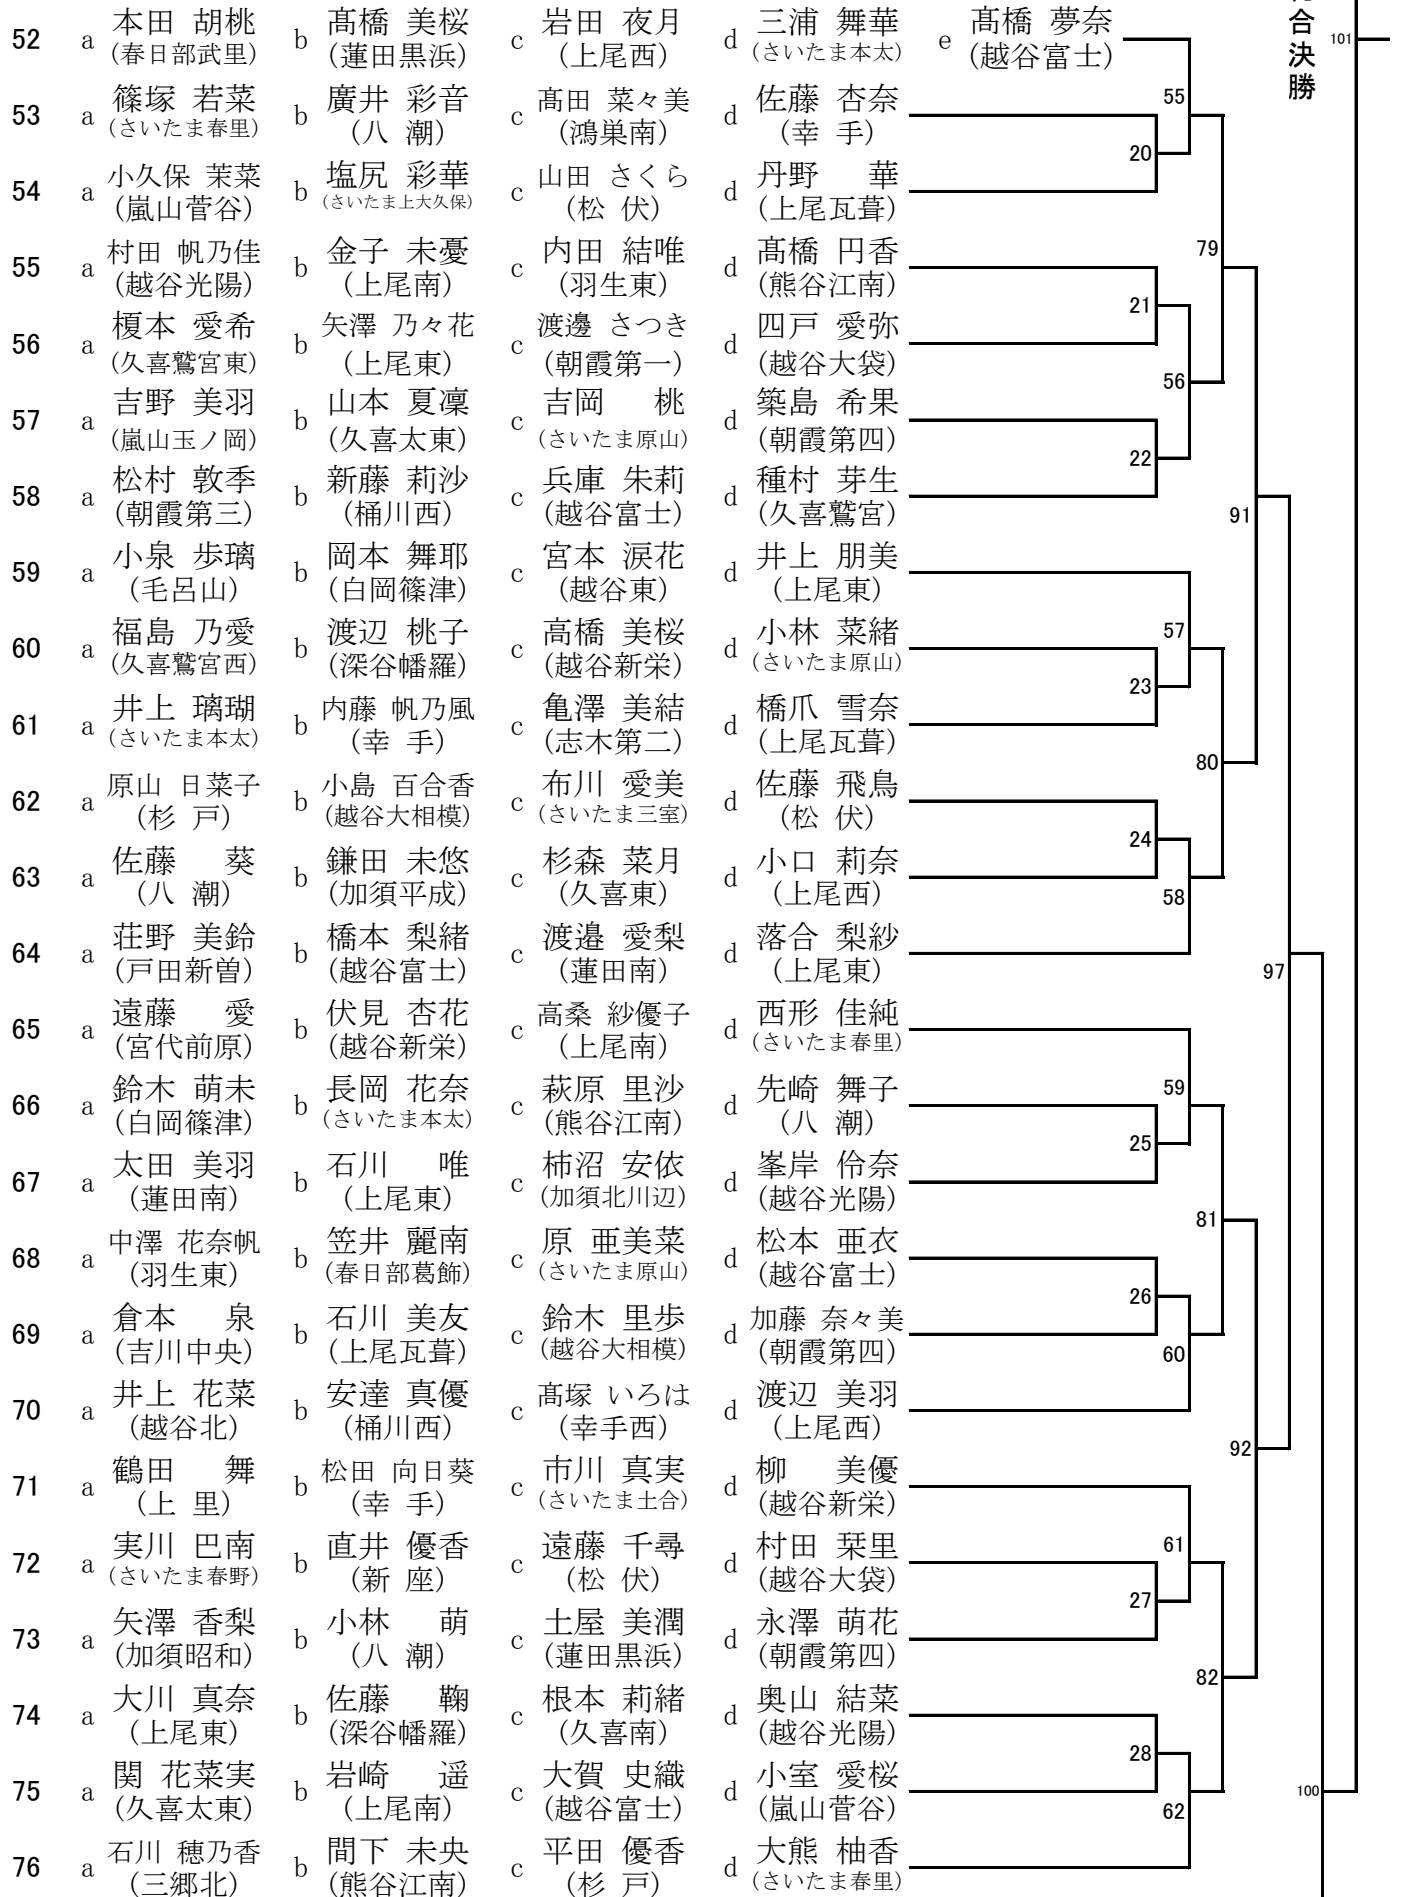 52 a 本田 胡桃 b 髙橋 美桜 c 岩田 夜月 d 三浦 舞華 e 髙橋 夢奈
(春日部武里) (蓮田黒浜) (上尾西) (さいたま本太) (越谷富士)
合決勝
101
53 a 篠塚 若菜 b 廣井 彩音 c 髙田 菜々美 d 佐藤 杏奈
(さいたま春里) (八 潮) (鴻巣南) (幸 手)
55
20
54 a 小久保 茉菜 b 塩尻 彩華 c 山田 さくら d 丹野 華
(嵐山菅谷) (さいたま上大久保) (松 伏) (上尾瓦葺)
79
55 a 村田 帆乃佳 b 金子 未憂 c 内田 結唯 d 髙橋 円香
(越谷光陽) (上尾南) (羽生東) (熊谷江南)
21
56 a 榎本 愛希 b 矢澤 乃々花 c 渡邊 さつき d 四戸 愛弥
(久喜鷲宮東) (上尾東) (朝霞第一) (越谷大袋)
56
57 a 吉野 美羽 b 山本 夏凜 c 吉岡 桃 d 築島 希果
(嵐山玉ノ岡) (久喜太東) (さいたま原山) (朝霞第四)
22
58 a 松村 敦季 b 新藤 莉沙 c 兵庫 朱莉 d 種村 芽生
(朝霞第三) (桶川西) (越谷富士) (久喜鷲宮)
91
59 a 小泉 歩璃 b 岡本 舞耶 c 宮本 涙花 d 井上 朋美
(毛呂山) (白岡篠津) (越谷東) (上尾東)
57
60 a 福島 乃愛 b 渡辺 桃子 c 高橋 美桜 d 小林 菜緒
(久喜鷲宮西) (深谷幡羅) (越谷新栄) (さいたま原山)
23
61 a 井上 璃瑚 b 内藤 帆乃風 c 亀澤 美結 d 橋爪 雪奈
(さいたま本太) (幸 手) (志木第二) (上尾瓦葺)
80
62 a 原山 日菜子 b 小島 百合香 c 布川 愛美 d 佐藤 飛鳥
(杉 戸) (越谷大相模) (さいたま三室) (松 伏)
24
63 a 佐藤 葵 b 鎌田 未悠 c 杉森 菜月 d 小口 莉奈
(八 潮) (加須平成) (久喜東) (上尾西)
58
64 a 荘野 美鈴 b 橋本 梨緒 c 渡邉 愛梨 d 落合 梨紗
(戸田新曽) (越谷富士) (蓮田南) (上尾東)
97
65 a 遠藤 愛 b 伏見 杏花 c 高桑 紗優子 d 西形 佳純
(宮代前原) (越谷新栄) (上尾南) (さいたま春里)
59
66 a 鈴木 萌未 b 長岡 花奈 c 萩原 里沙 d 先崎 舞子
(白岡篠津) (さいたま本太) (熊谷江南) (八 潮)
25
67 a 太田 美羽 b 石川 唯 c 柿沼 安依 d 峯岸 伶奈
(蓮田南) (上尾東) (加須北川辺) (越谷光陽)
81
68 a 中澤 花奈帆 b 笠井 麗南 c 原 亜美菜 d 松本 亜衣
(羽生東) (春日部葛飾) (さいたま原山) (越谷富士)
26
69 a 倉本 泉 b 石川 美友 c 鈴木 里歩 d 加藤 奈々美
(吉川中央) (上尾瓦葺) (越谷大相模) (朝霞第四)
60
70 a 井上 花菜 b 安達 真優 c 髙塚 いろは d 渡辺 美羽
(越谷北) (桶川西) (幸手西) (上尾西)
92
71 a 鶴田 舞 b 松田 向日葵 c 市川 真実 d 柳 美優
(上 里) (幸 手) (さいたま土合) (越谷新栄)
61
72 a 実川 巴南 b 直井 優香 c 遠藤 千尋 d 村田 栞里
(さいたま春野) (新 座) (松 伏) (越谷大袋)
27
73 a 矢澤 香梨 b 小林 萌 c 土屋 美潤 d 永澤 萌花
(加須昭和) (八 潮) (蓮田黒浜) (朝霞第四)
82
74 a 大川 真奈 b 佐藤 鞠 c 根本 莉緒 d 奥山 結菜
(上尾東) (深谷幡羅) (久喜南) (越谷光陽)
28
75 a 関 花菜実 b 岩崎 遥 c 大賀 史織 d 小室 愛桜
(久喜太東) (上尾南) (越谷富士) (嵐山菅谷)
100
62
76 a 石川 穂乃香 b 間下 未央 c 平田 優香 d 大熊 柚香
(三郷北) (熊谷江南) (杉 戸) (さいたま春里)